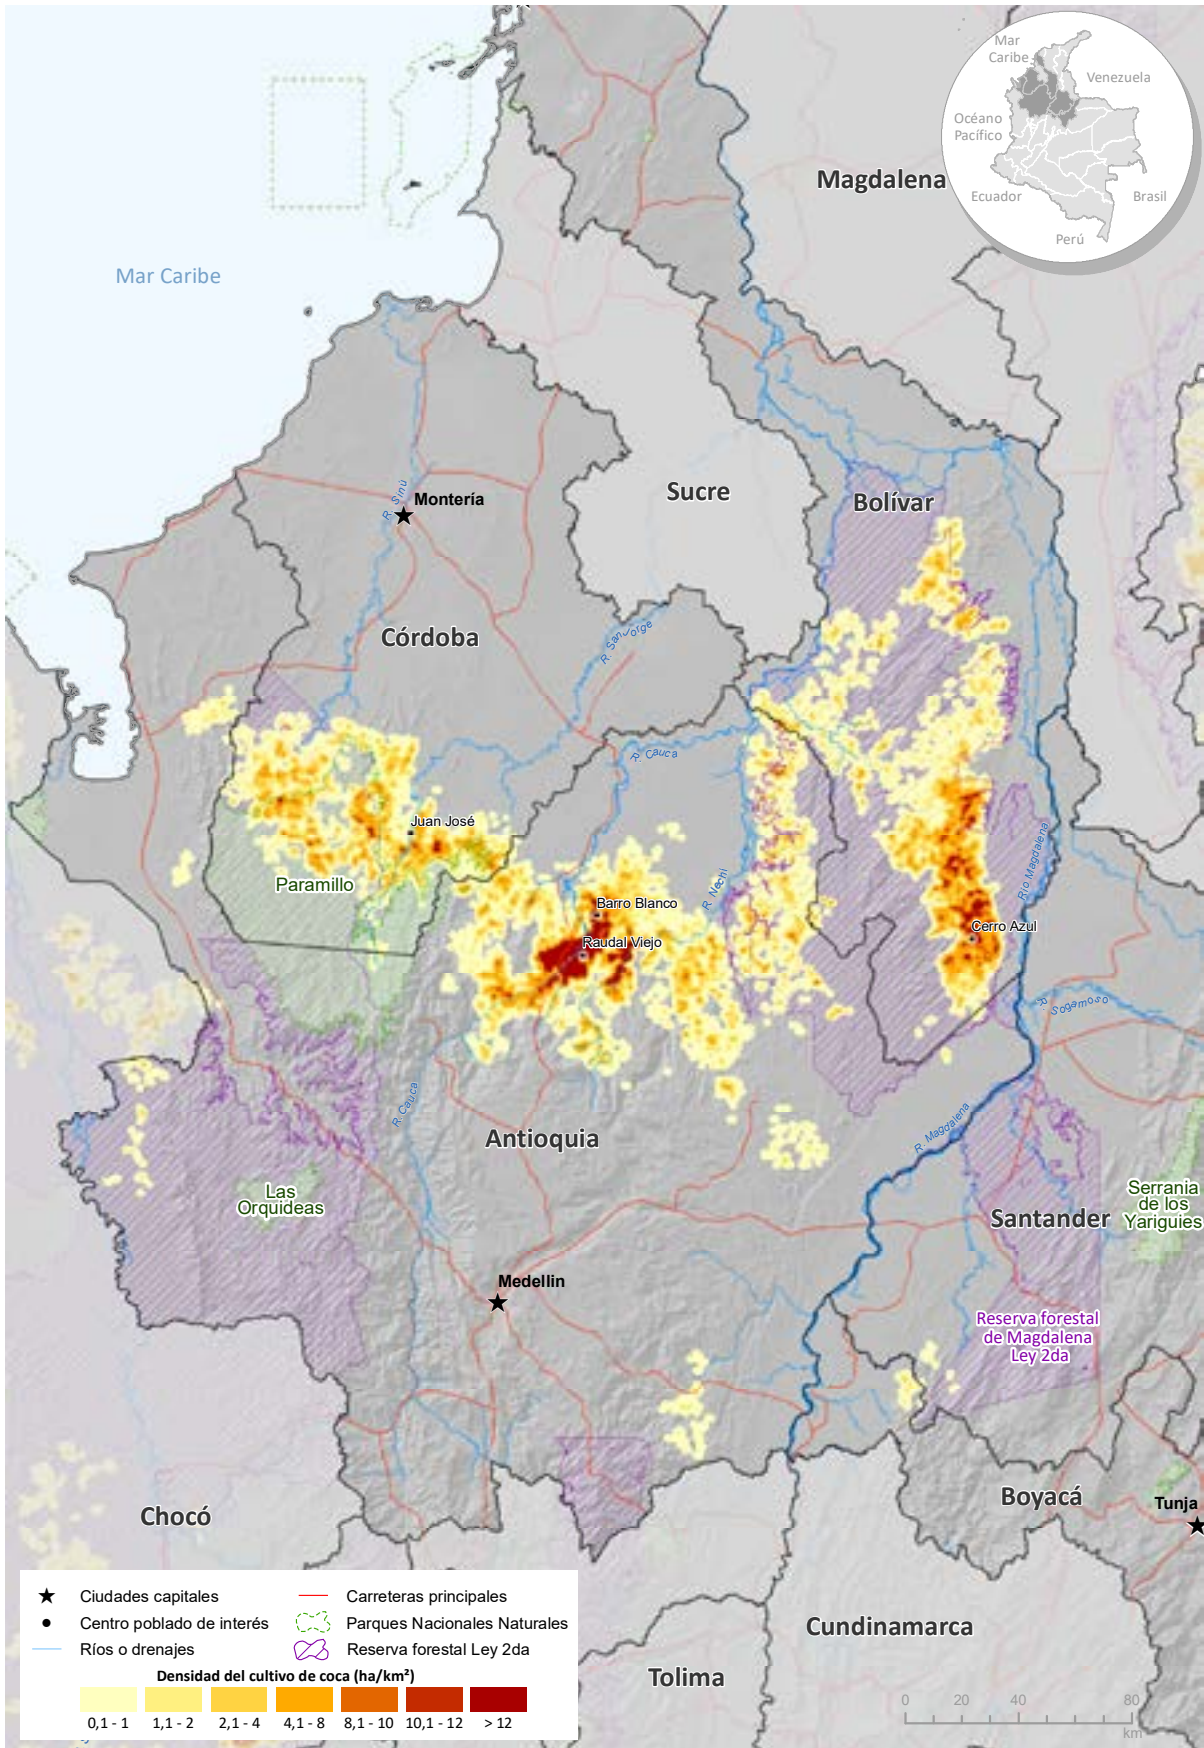 Mar
Caribe
Venezuela
Océano
Pacífico
Ecuador
Brasil
Perú
Magdalena
Mar Caribe
Sucre
Bolívar
R. Sinú
Montería
Córdoba
R. San Jorge
R. Cauca
Juan José
Río Magdalena
Paramillo
R. Nechí
Barro Blanco
Cerro Azul
Raudal Viejo
R. Sogamoso
R. Cauca
Antioquia
R. Magdalena
Las
Orquideas
Santander
Serrania
de los
Yariguies
Medellin
Reserva forestal
de Magdalena
Ley 2da
Chocó
Boyacá
Tunja
Cundinamarca
Tolima
Ciudades capitales
Carreteras principales
Centro poblado de interés
Parques Nacionales Naturales
Ríos o drenajes
Reserva forestal Ley 2da
Densidad del cultivo de coca (ha/km²)
0,1 - 1 1,1 - 2 2,1 - 4 4,1 - 8 8,1 - 10 10,1 - 12 > 12
0 20 40 80
km